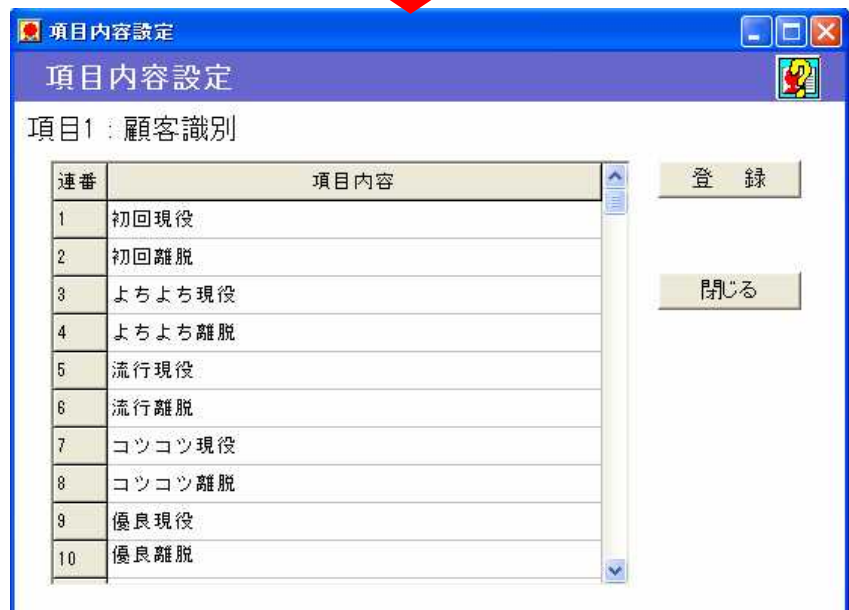 項目内容設定
項目内容設定
項目1：顧客識別
連番 項目内容
1 初回現役
2 初回離脱
3 よちよち現役
4 よちよち離脱
5 流行現役
6 流行離脱
7 コツコツ現役
8 コツコツ離脱
9 優良現役
10 優良離脱
登　録
閉じる